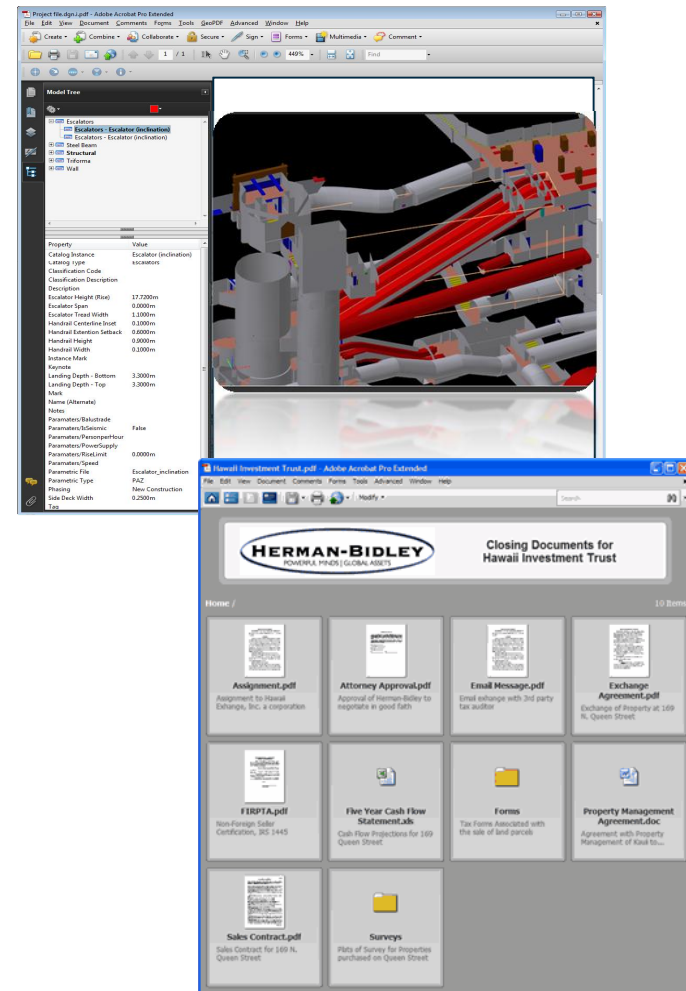 Project file.dgn.i.pdf - Adobe Acrobat Pro Extended
File Edit View Document Comments Forms Tools GeoPDF Advanced Window Help
Create Combine Collaborate Secure Sign Forms Multimedia Comment
1 / 1 449% Find
Model Tree
Escalators
Escalators - Escalator (inclination)
Escalators - Escalator (inclination)
Steel Beam
Structural
Triforma
Wall
Property Value
Catalog Instance Escalator (inclination)
Catalog Type Escalators
Classification Code
Classification Description
Description
Escalator Height (Rise) 17.7200m
Escalator Span 0.0000m
Escalator Tread Width 1.1000m
Handrail Centerline Inset 0.1000m
Handrail Extention Setback 0.6000m
Handrail Height 0.9000m
Handrail Width 0.1000m
Instance Mark
Keynote
Landing Depth - Bottom 3.3000m
Landing Depth - Top 3.3000m
Mark
Name (Alternate)
Notes
Paramaters/Balustrade
Paramaters/IsSeismic False
Paramaters/PersonperHour
Paramaters/PowerSupply
Paramaters/RiseLimit 0.0000m
Paramaters/Speed
Parametric File Escalator_inclination
Parametric Type PAZ
Phasing New Construction
Side Deck Width 0.2500m
Tag
Hawaii Investment Trust.pdf - Adobe Acrobat Pro Extended
File Edit View Document Comments Forms Tools Advanced Window Help
Modify Search
HERMAN-BIDLEY
POWERFUL MINDS | GLOBAL ASSETS
Closing Documents for
Hawaii Investment Trust
Home / 10 Items
Assignment.pdf
Assignment to Hawaii
Exhange, Inc. a corporation
Attorney Approval.pdf
Approval of Herman-Bidley to
negotiate in good faith
Email Message.pdf
Email exhange with 3rd party
tax auditor
Exchange
Agreement.pdf
Exchange of Property at 169
N. Queen Street
FIRPTA.pdf
Non-Foreign Seller
Certification, IRS 1445
Five Year Cash Flow
Statement.xls
Cash Flow Projections for 169
Queen Street
Forms
Tax Forms Associated with
the sale of land parcels
Property Management
Agreement.doc
Agreement with Property
Management of Kaui to...
Sales Contract.pdf
Sales Contract for 169 N.
Queen Street
Surveys
Plots of Survey for Properties
purchased on Queen Street